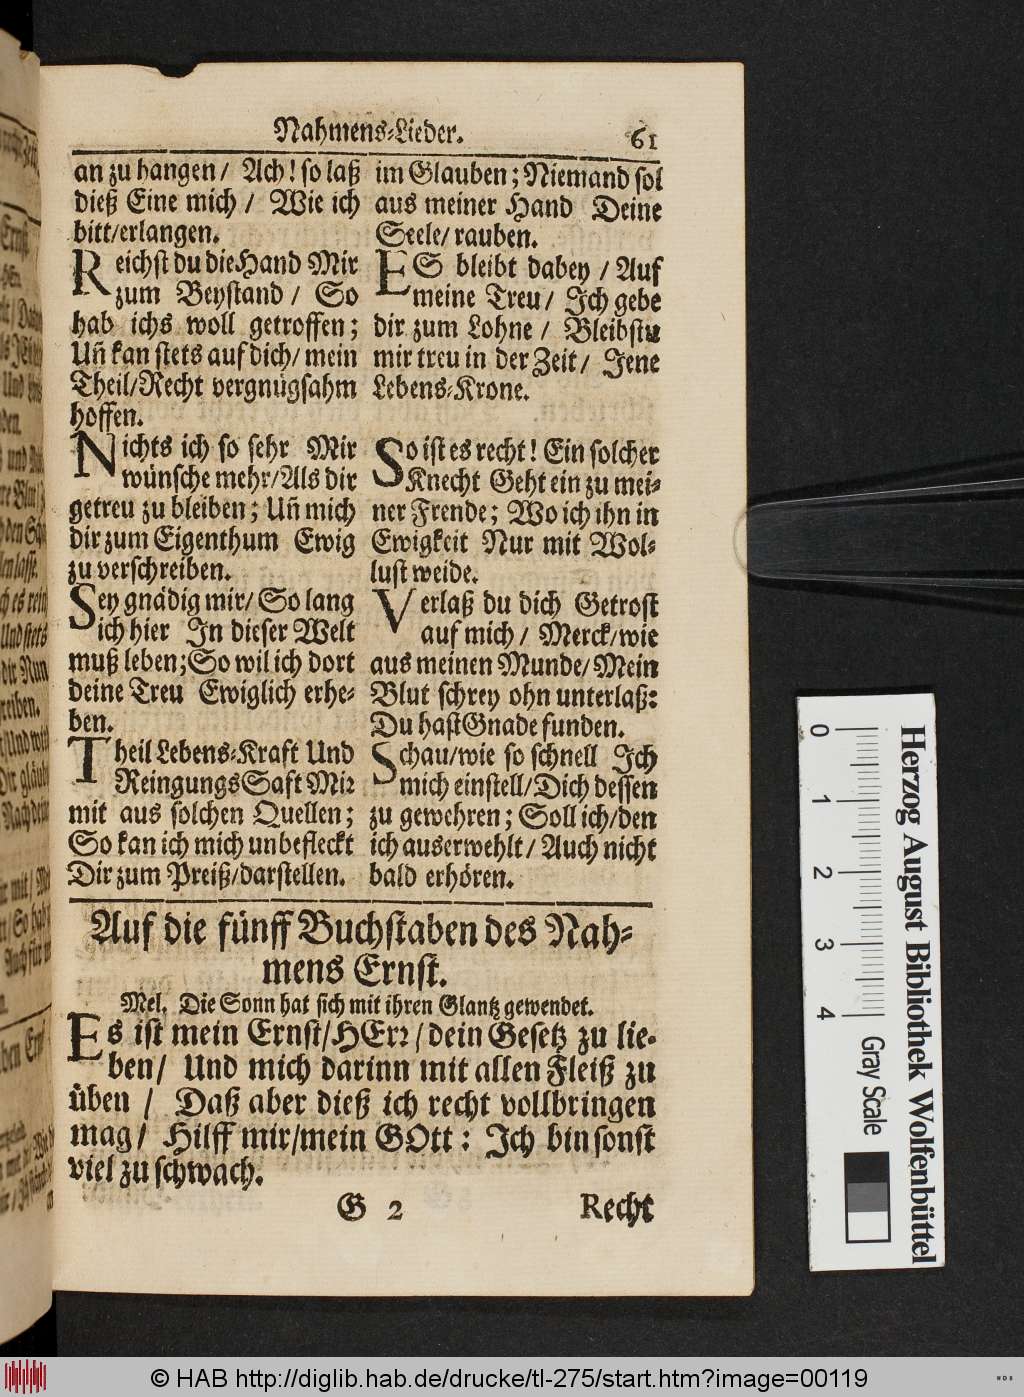 Nahmens-Lieder. 61
an zu hangen / Ach! so laß
dieß Eine mich / Wie ich
bitt/erlangen.
Reichst du die Hand Mir
zum Beystand / So
hab ichs woll getroffen;
Uñ kan stets auf dich/ mein
Theil/Recht vergnügsahm
hoffen.
Nichts ich so sehr Mir
wünsche mehr/Als dir
getreu zu bleiben; Uñ mich
dir zum Eigenthum Ewig
zu verschreiben.
Sey gnädig mir/ So lang
ich hier In dieser Welt
muß leben; So wil ich dort
deine Treu Ewiglich erhe-
ben.
Theil Lebens-Kraft Und
Reingungs Saft Mir
mit aus solchen Quellen;
So kan ich mich unbefleckt
Dir zum Preiß/darstellen.
im Glauben; Niemand sol
aus meiner Hand Deine
Seele/ rauben.
ES bleibt dabey / Auf
meine Treu/ Ich gebe
dir zum Lohne / Bleibstu
mir treu in der Zeit/ Jene
Lebens-Krone.
So ist es recht! Ein solcher
Knecht Geht ein zu mei-
ner Frende; Wo ich ihn in
Ewigkeit Nur mit Wol-
lust weide.
Verlaß du dich Getrost
auf mich / Merck/wie
aus meinen Munde/ Mein
Blut schrey ohn unterlaß:
Du hast Gnade funden.
Schau/wie so schnell Ich
mich einstell/Dich dessen
zu gewehren; Soll ich/den
ich auserwehlt/ Auch nicht
bald erhören.
Auf die fünff Buchstaben des Nah-
mens Ernst.
Mel. Die Sonn hat sich mit ihren Glantz gewendet.
Es ist mein Ernst/HErr/dein Gesetz zu lie-
ben/ Und mich darinn mit allen Fleiß zu
üben / Daß aber dieß ich recht vollbringen
mag/ Hilff mir/mein GOtt: Ich bin sonst
viel zu schwach.
G 2 Recht
0 1 2 3 4 Gray Scale
Herzog August Bibliothek Wolfenbüttel
© HAB http://diglib.hab.de/drucke/tl-275/start.htm?image=00119